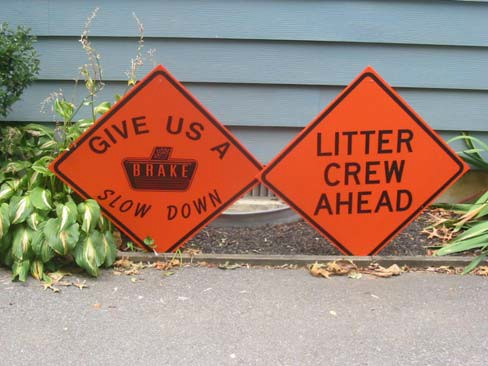 GIVE US A
BRAKE
SLOW DOWN
LITTER
CREW
AHEAD